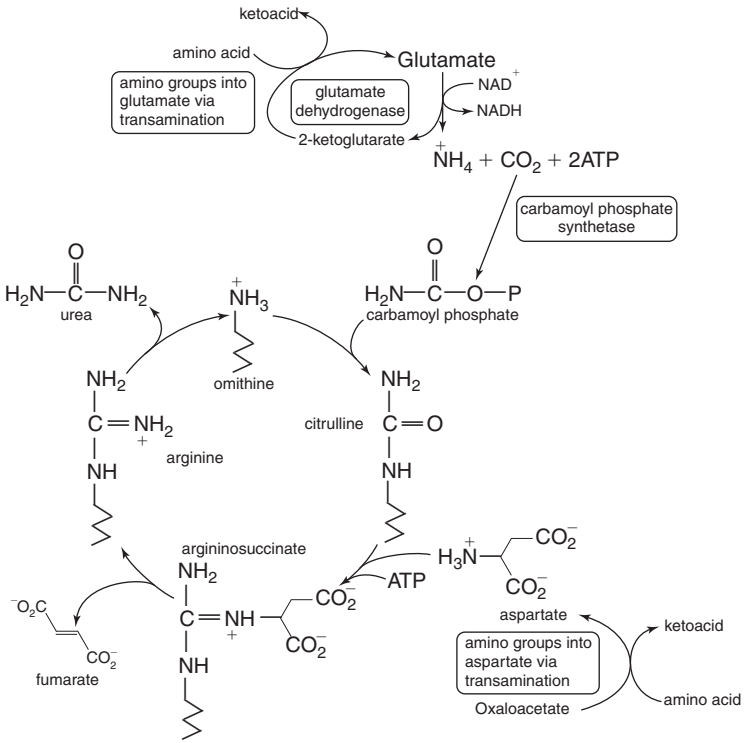 ketoacid
amino acid
Glutamate
amino groups into
glutamate via
transamination
glutamate
dehydrogenase
NAD+
NADH
2-ketoglutarate
+
NH4 + CO2 + 2ATP
carbamoyl phosphate
synthetase
O
H2N—C—NH2
urea
+
NH3
omithine
O
H2N—C—O—P
carbamoyl phosphate
NH2
C=NH2
+
NH
arginine
NH2
citrulline
C=O
NH
argininosuccinate
NH2
C=NH
+
NH
CO2−
CO2−
ATP
+
H3N
CO2−
CO2−
aspartate
−O2C
CO2−
fumarate
amino groups into
aspartate via
transamination
ketoacid
amino acid
Oxaloacetate